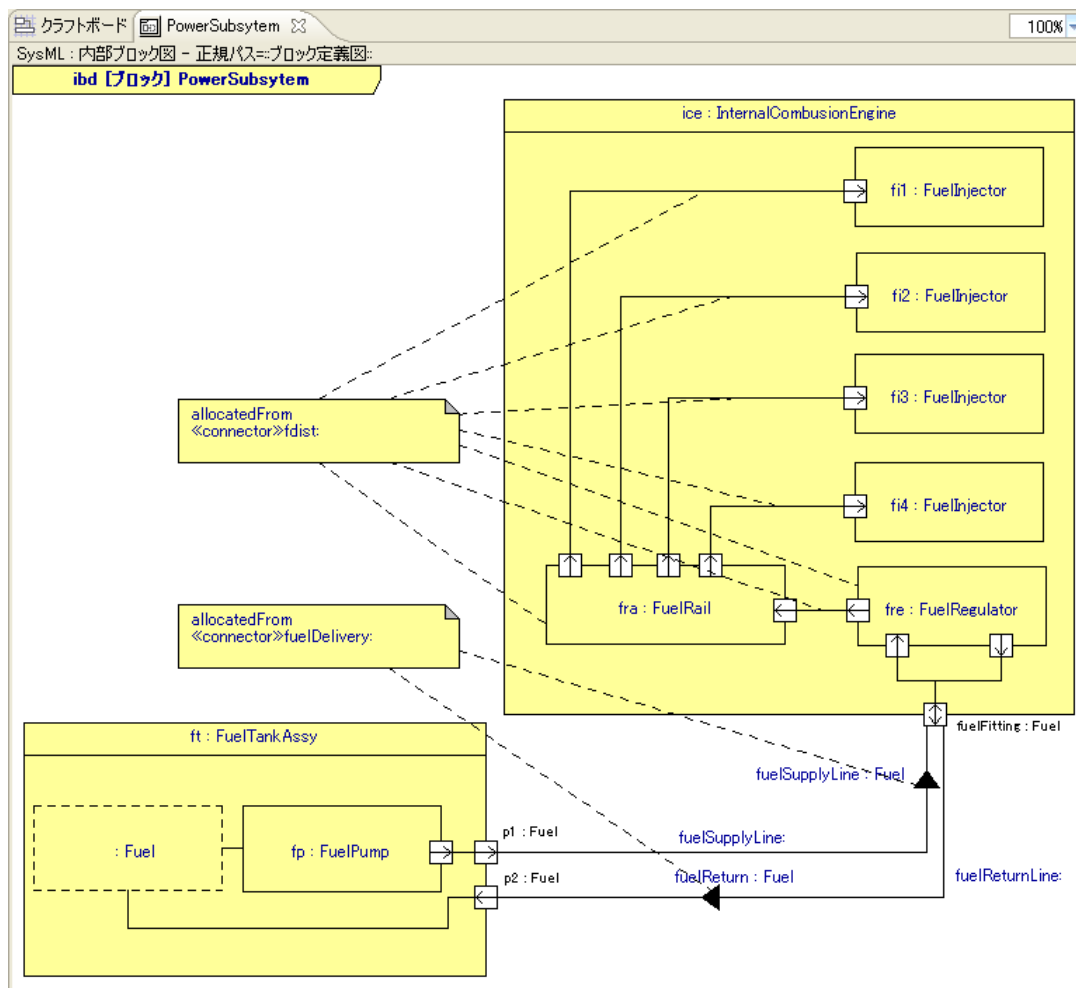 クラフトボード
PowerSubsytem
100%
SysML : 内部ブロック図 - 正規パス=::ブロック定義図::
ibd [ブロック] PowerSubsytem
ice : InternalCombusionEngine
fi1 : FuelInjector
fi2 : FuelInjector
fi3 : FuelInjector
allocatedFrom
≪connector≫fdist:
fi4 : FuelInjector
fra : FuelRail
fre : FuelRegulator
allocatedFrom
≪connector≫fuelDelivery:
fuelFitting : Fuel
ft : FuelTankAssy
fuelSupplyLine : Fuel
p1 : Fuel
fuelSupplyLine:
: Fuel
fp : FuelPump
p2 : Fuel
fuelReturn : Fuel
fuelReturnLine: